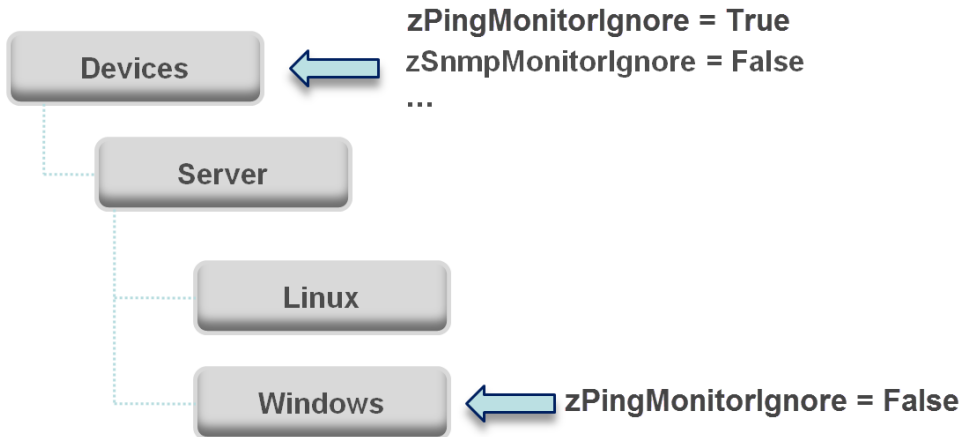 zPingMonitorIgnore = True
Devices
zSnmpMonitorIgnore = False
...
Server
Linux
Windows
zPingMonitorIgnore = False